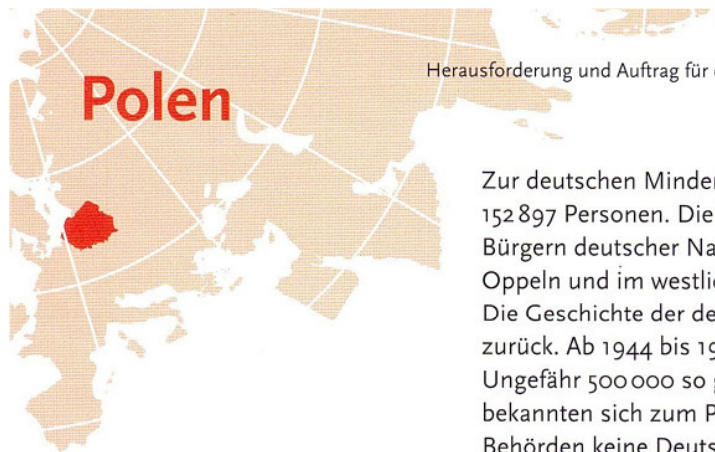 Polen
Herausforderung und Auftrag für
Zur deutschen Minder
152 897 Personen. Die
Bürgern deutscher Na
Oppeln und im westlic
Die Geschichte der de
zurück. Ab 1944 bis 19
Ungefähr 500 000 so
bekannten sich zum P
Behörden keine Deuts